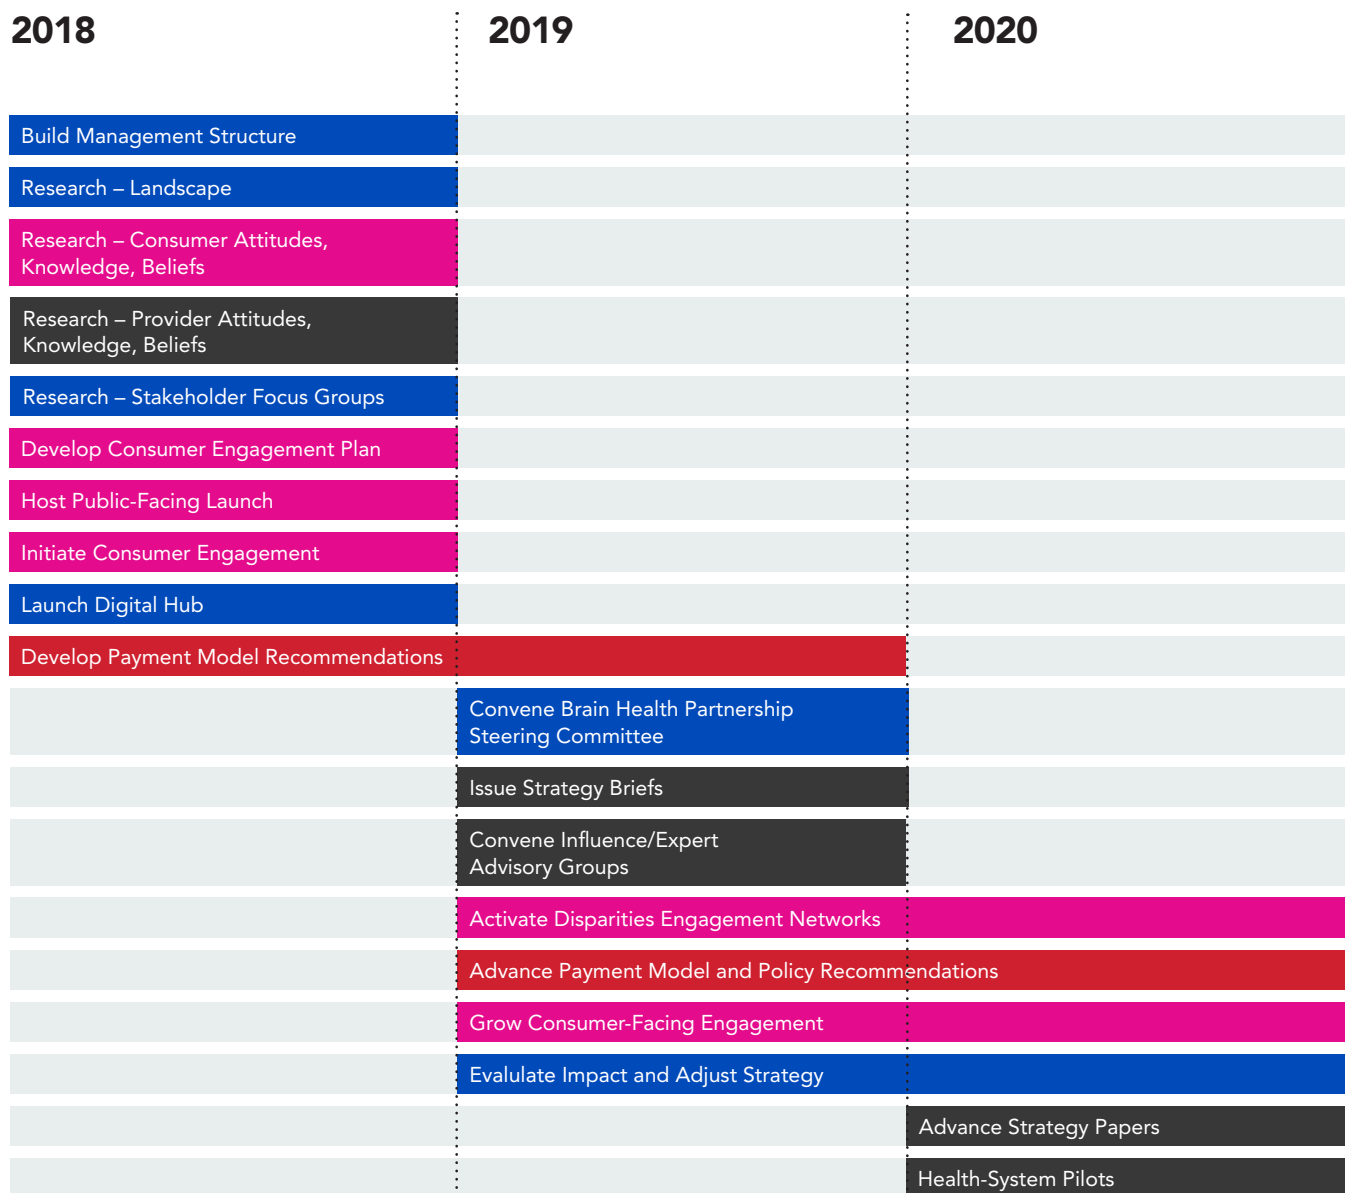 2018 2019 2020
Build Management Structure
Research – Landscape
Research – Consumer Attitudes,
Knowledge, Beliefs
Research – Provider Attitudes,
Knowledge, Beliefs
Research – Stakeholder Focus Groups
Develop Consumer Engagement Plan
Host Public-Facing Launch
Initiate Consumer Engagement
Launch Digital Hub
Develop Payment Model Recommendations
Convene Brain Health Partnership
Steering Committee
Issue Strategy Briefs
Convene Influence/Expert
Advisory Groups
Activate Disparities Engagement Networks
Advance Payment Model and Policy Recommendations
Grow Consumer-Facing Engagement
Evalulate Impact and Adjust Strategy
Advance Strategy Papers
Health-System Pilots